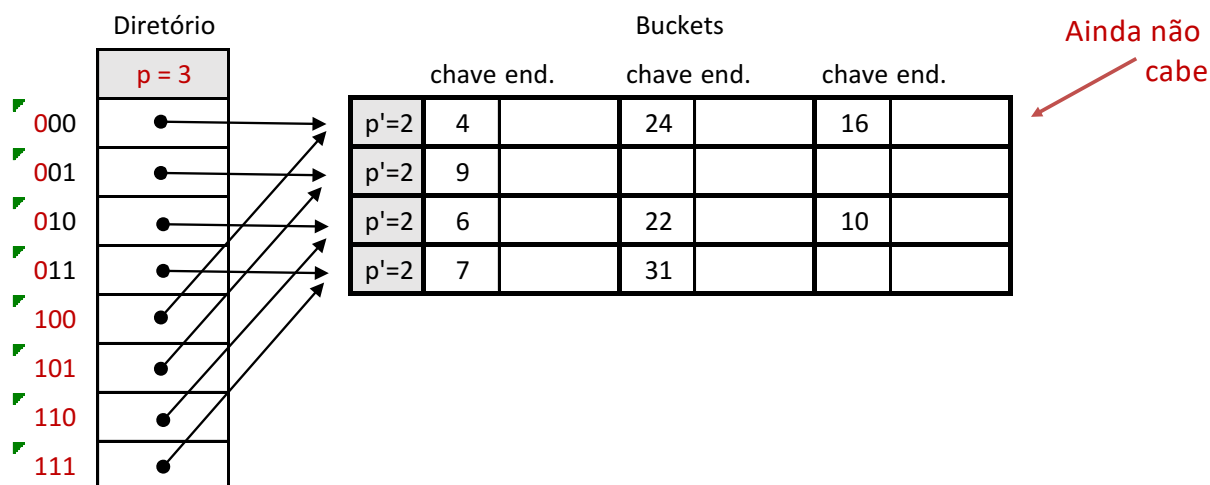 Diretório Buckets Ainda não
cabe
p = 3 chave end. chave end. chave end.
000 p'=2 4 24 16
001 p'=2 9
010 p'=2 6 22 10
011 p'=2 7 31
100
101
110
111